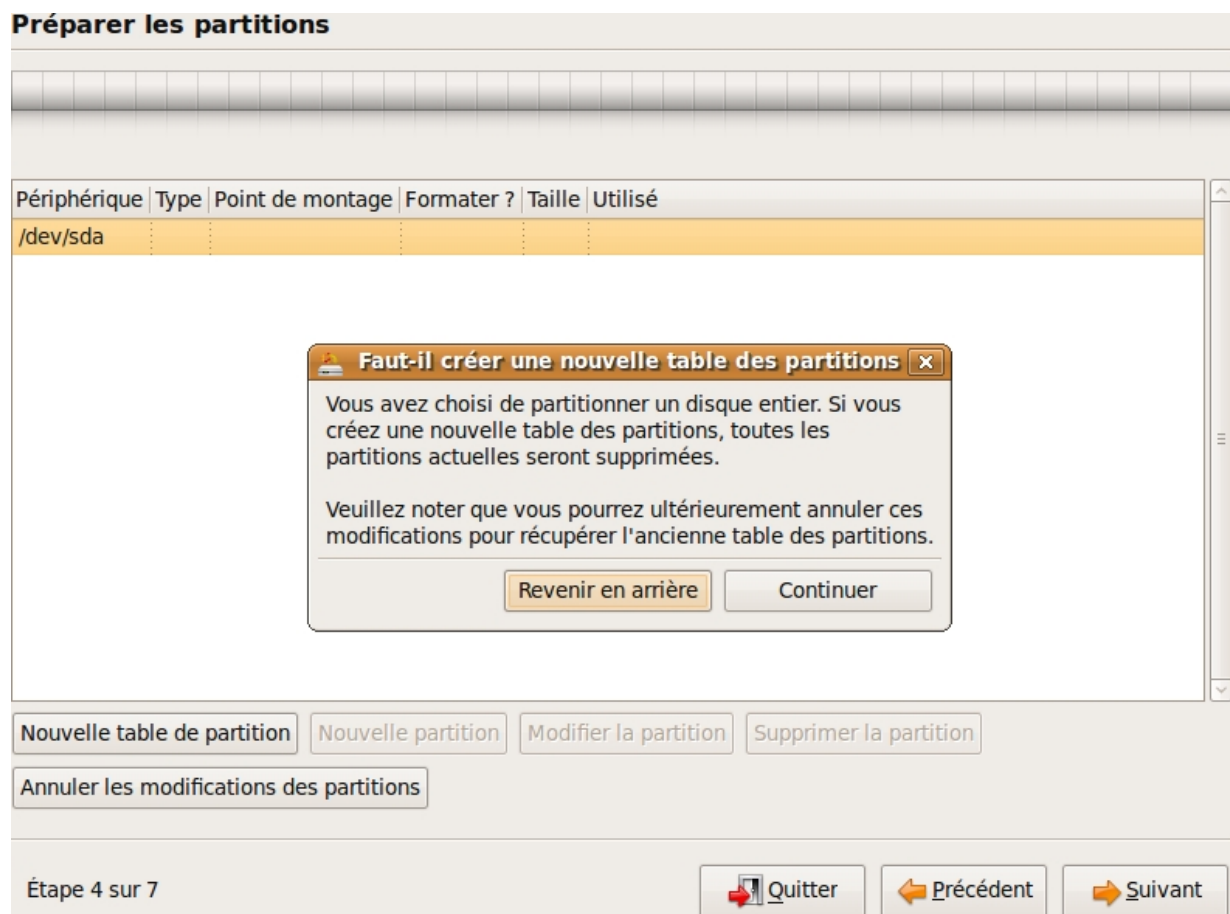 Préparer les partitions
Périphérique Type Point de montage Formater ? Taille Utilisé
/dev/sda
Faut-il créer une nouvelle table des partitions
Vous avez choisi de partitionner un disque entier. Si vous
créez une nouvelle table des partitions, toutes les
partitions actuelles seront supprimées.
Veuillez noter que vous pourrez ultérieurement annuler ces
modifications pour récupérer l'ancienne table des partitions.
Revenir en arrière Continuer
Nouvelle table de partition Nouvelle partition Modifier la partition Supprimer la partition
Annuler les modifications des partitions
Étape 4 sur 7 Quitter Précédent Suivant